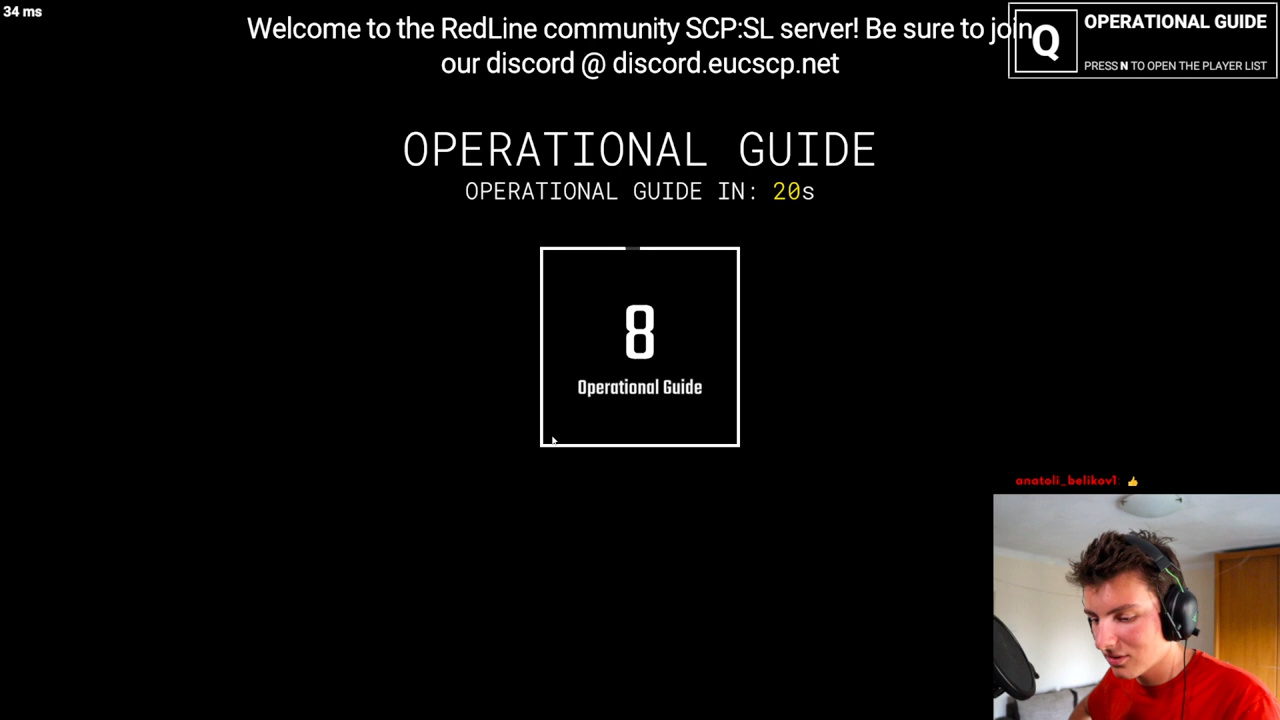 34 ms
Welcome to the RedLine community SCP:SL server! Be sure to join
our discord @ discord.eucscp.net
Q
OPERATIONAL GUIDE
PRESS N TO OPEN THE PLAYER LIST
OPERATIONAL GUIDE
OPERATIONAL GUIDE IN: 20s
8
Operational Guide
anatoli_belikov1: 👍